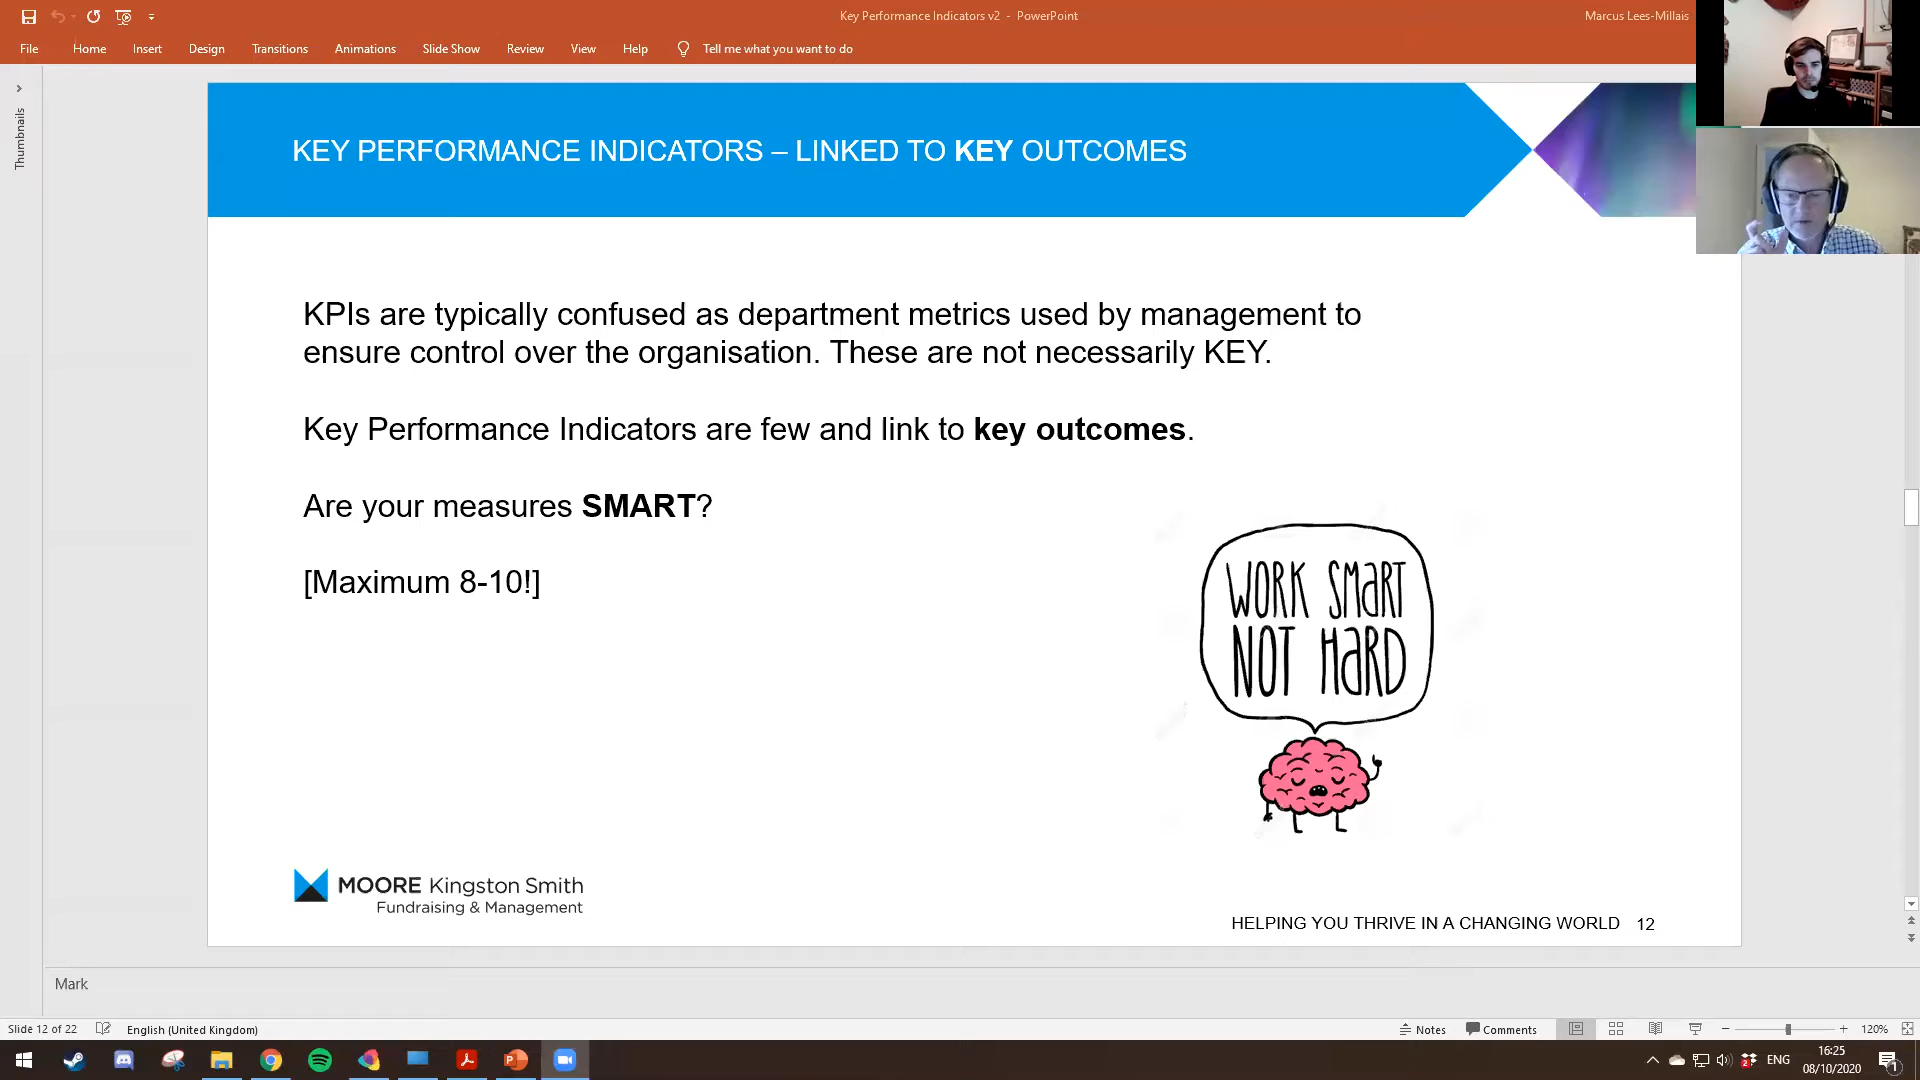 Key Performance Indicators v2 - PowerPoint
Marcus Lees-Millais
File Home Insert Design Transitions Animations Slide Show Review View Help Tell me what you want to do
Thumbnails
KEY PERFORMANCE INDICATORS – LINKED TO KEY OUTCOMES
KPIs are typically confused as department metrics used by management to
ensure control over the organisation. These are not necessarily KEY.
Key Performance Indicators are few and link to key outcomes.
Are your measures SMART?
[Maximum 8-10!]
WORK SMART
NOT HARD
MOORE Kingston Smith
Fundraising & Management
HELPING YOU THRIVE IN A CHANGING WORLD 12
Mark
Slide 12 of 22 English (United Kingdom) Notes Comments 120%
ENG 16:25
08/10/2020